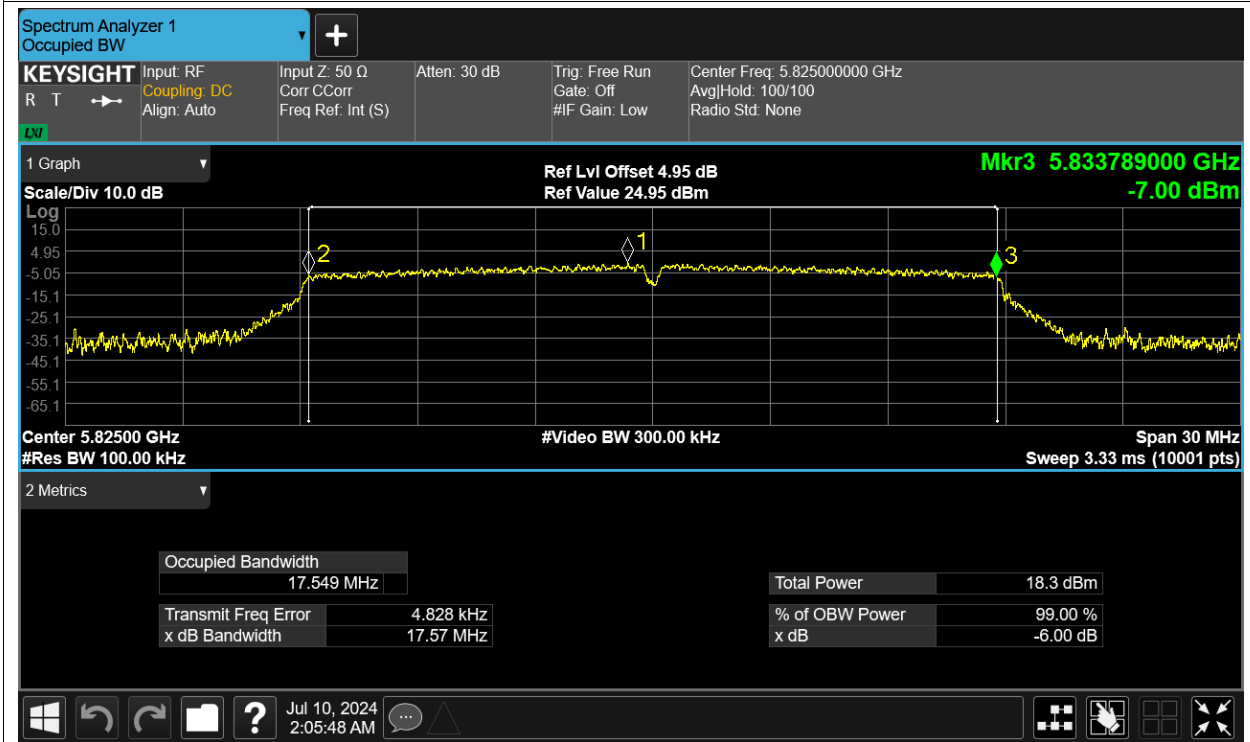 Spectrum Analyzer 1
Occupied BW
+
KEYSIGHT
R T
LXI
Input: RF
Coupling: DC
Align: Auto
Input Z: 50 Ω
Corr CCorr
Freq Ref: Int (S)
Atten: 30 dB
Trig: Free Run
Gate: Off
#IF Gain: Low
Center Freq: 5.825000000 GHz
Avg|Hold: 100/100
Radio Std: None
1 Graph
Scale/Div 10.0 dB
Ref Lvl Offset 4.95 dB
Ref Value 24.95 dBm
Mkr3 5.833789000 GHz
-7.00 dBm
Log
15.0
4.95
-5.05
-15.1
-25.1
-35.1
-45.1
-55.1
-65.1
2
1
3
Center 5.82500 GHz
#Video BW 300.00 kHz
Span 30 MHz
#Res BW 100.00 kHz
Sweep 3.33 ms (10001 pts)
2 Metrics
Occupied Bandwidth
17.549 MHz
Total Power 18.3 dBm
Transmit Freq Error 4.828 kHz
% of OBW Power 99.00 %
x dB Bandwidth 17.57 MHz
x dB -6.00 dB
?
Jul 10, 2024
2:05:48 AM